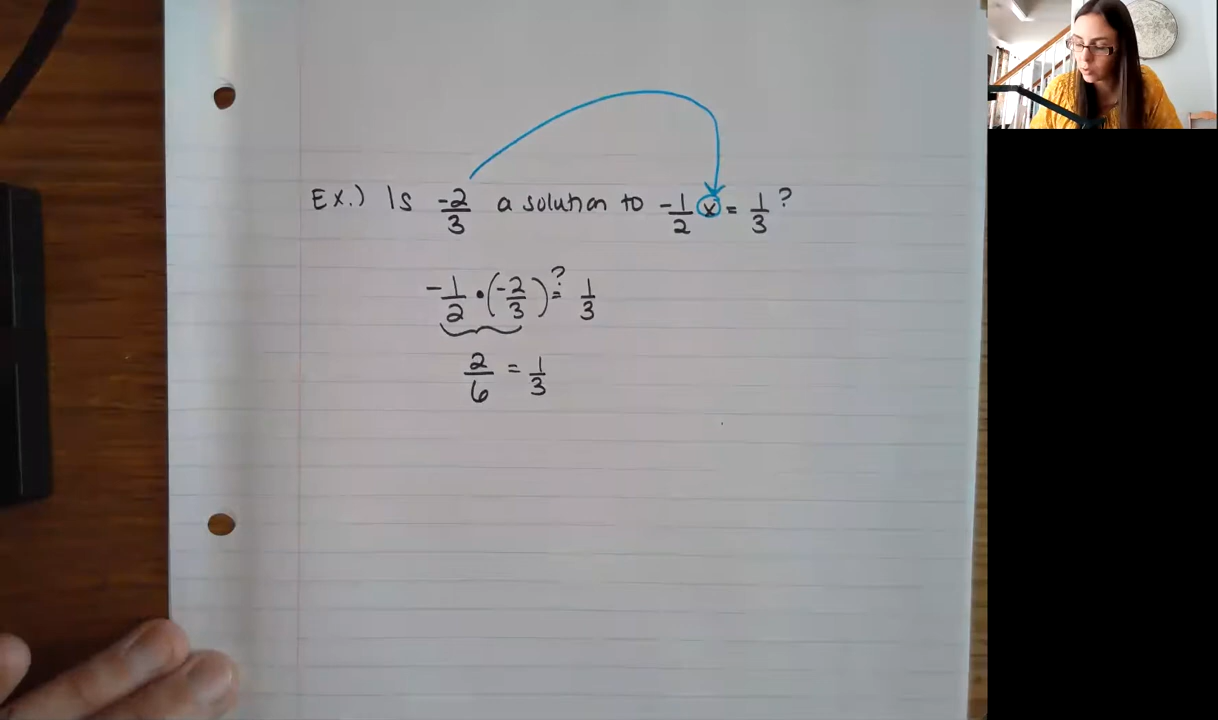 Ex.) Is -2/3 a solution to -1/2 x = 1/3 ?
-1/2 • (-2/3) ?= 1/3
2/6 = 1/3